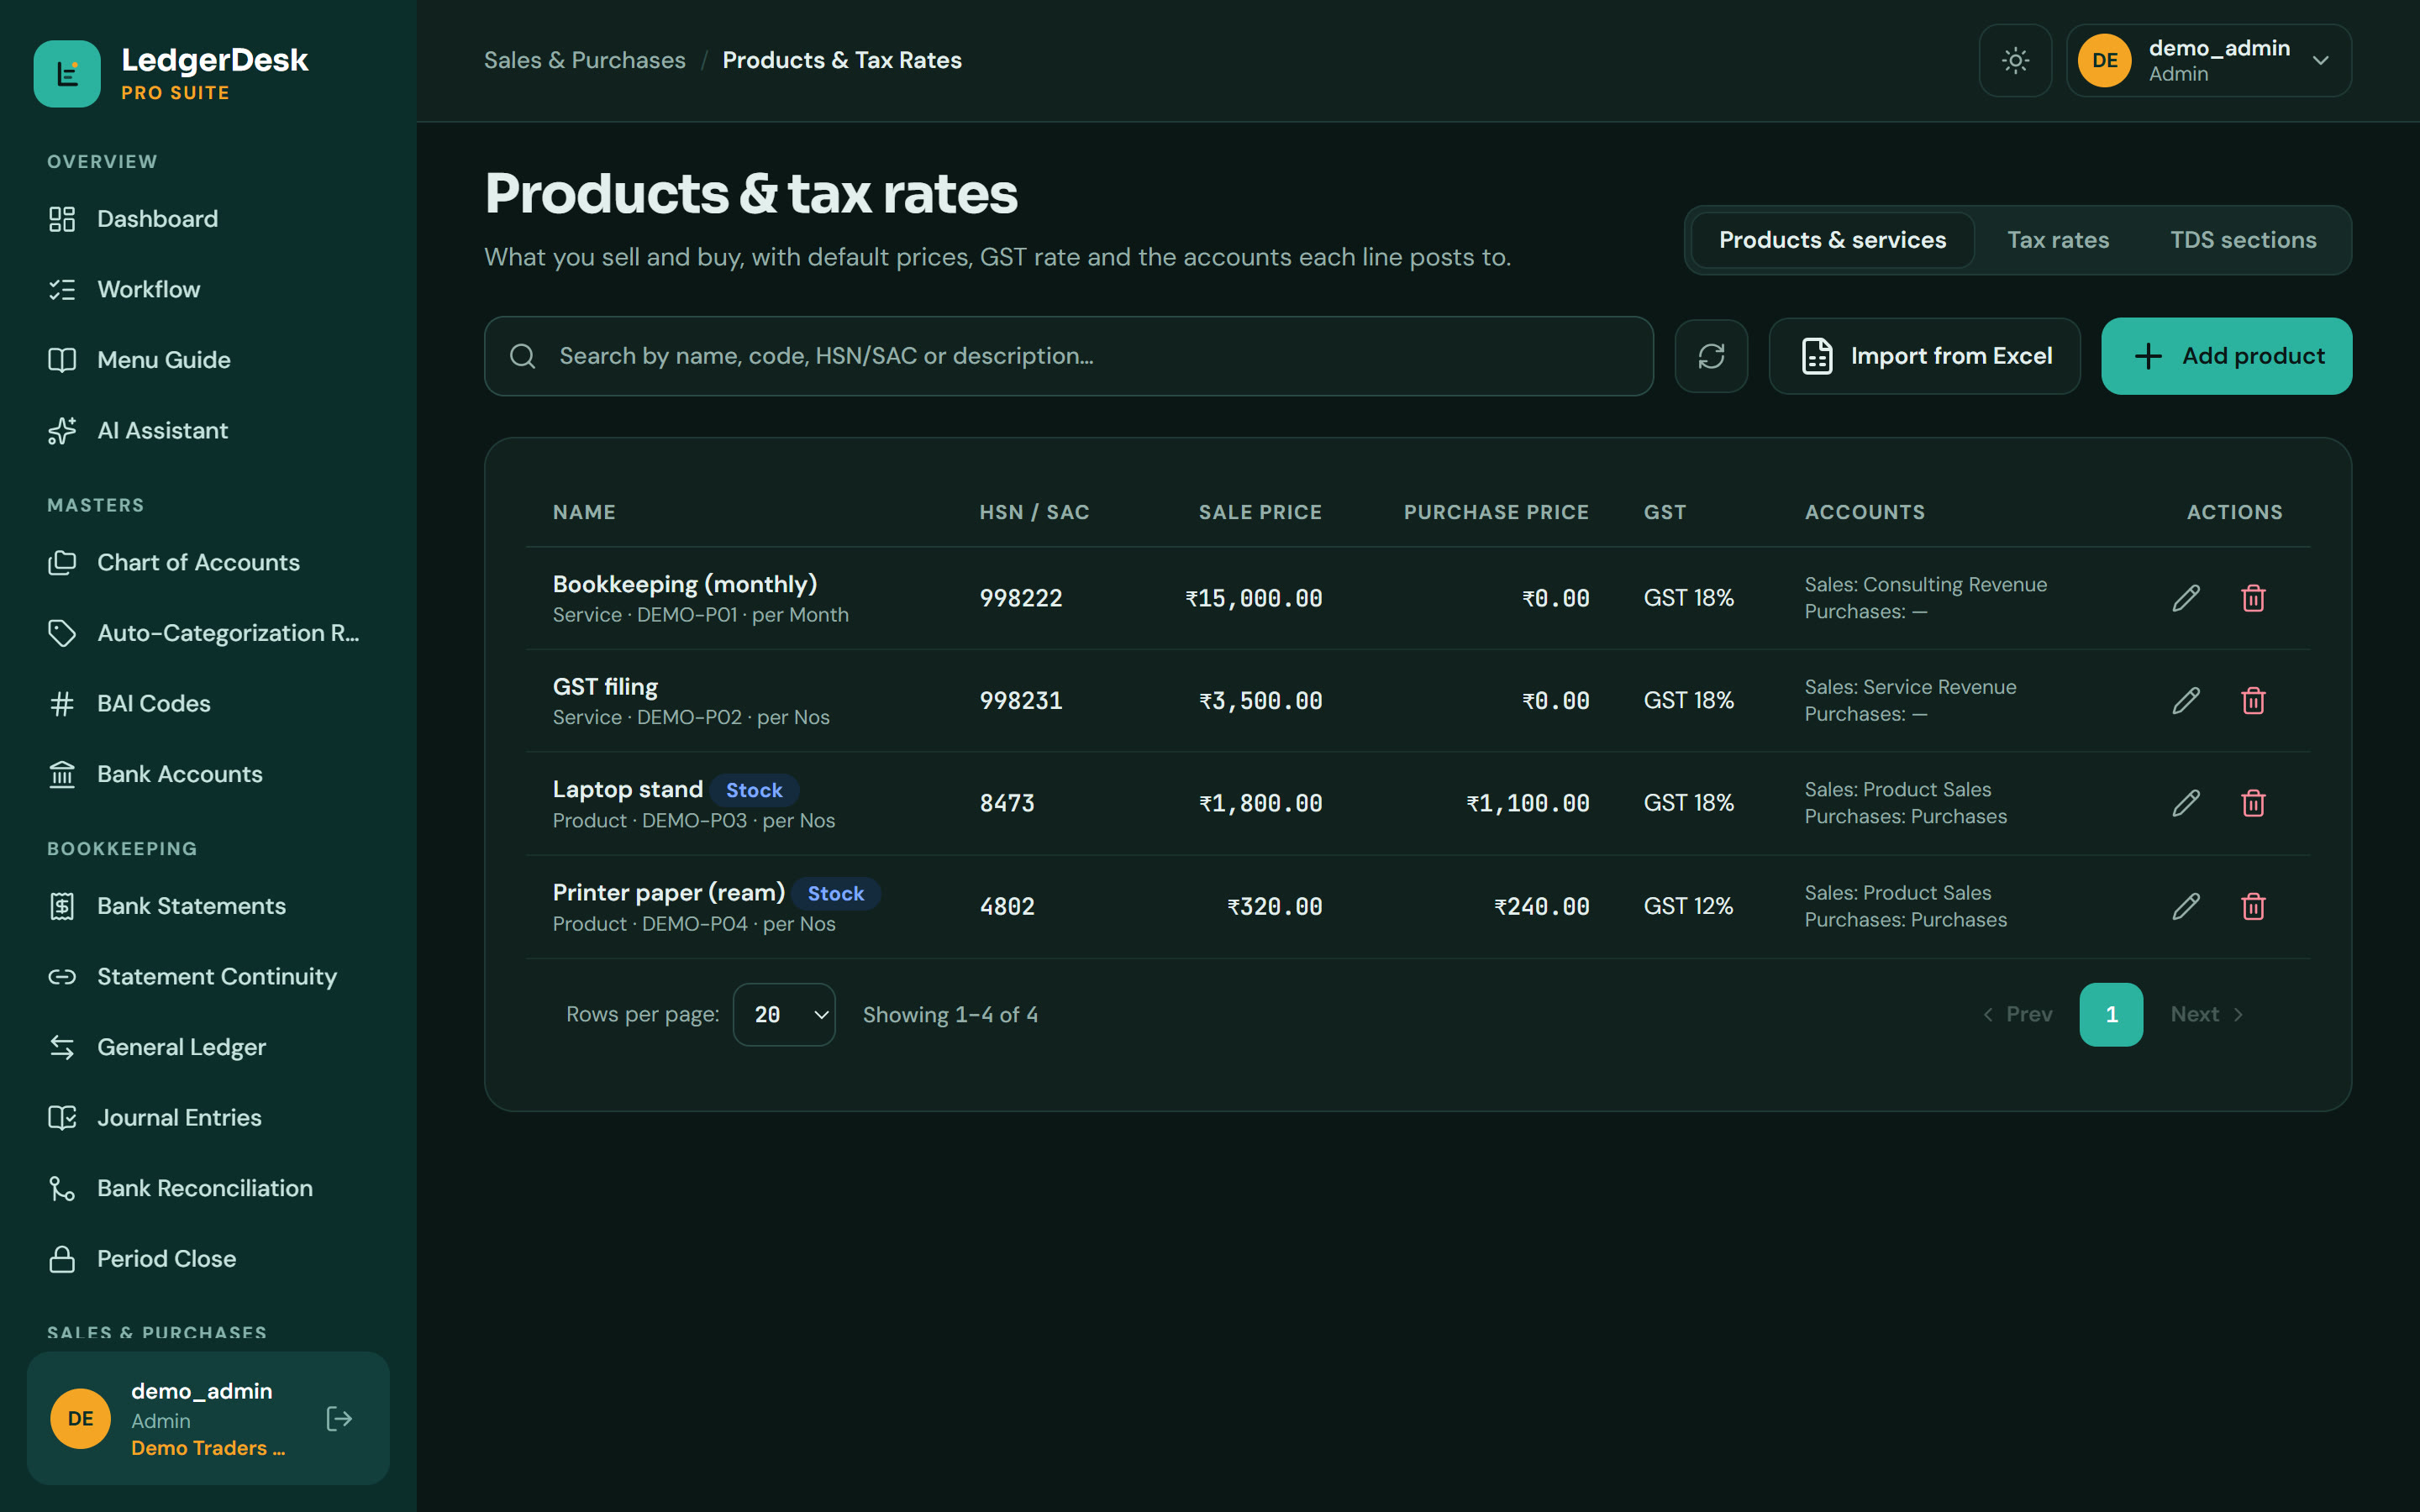 LedgerDesk
PRO SUITE
OVERVIEW
Dashboard
Workflow
Menu Guide
AI Assistant
MASTERS
Chart of Accounts
Auto-Categorization R...
BAI Codes
Bank Accounts
BOOKKEEPING
Bank Statements
Statement Continuity
General Ledger
Journal Entries
Bank Reconciliation
Period Close
SALES & PURCHASES
DE
demo_admin
Admin
Demo Traders ...
Sales & Purchases / Products & Tax Rates
DE
demo_admin
Admin
Products & tax rates
What you sell and buy, with default prices, GST rate and the accounts each line posts to.
Products & services Tax rates TDS sections
Search by name, code, HSN/SAC or description...
Import from Excel
Add product
NAME HSN / SAC SALE PRICE PURCHASE PRICE GST ACCOUNTS ACTIONS
Bookkeeping (monthly) 998222 ₹15,000.00 ₹0.00 GST 18% Sales: Consulting Revenue
Service · DEMO-P01 · per Month Purchases: —
GST filing 998231 ₹3,500.00 ₹0.00 GST 18% Sales: Service Revenue
Service · DEMO-P02 · per Nos Purchases: —
Laptop stand Stock 8473 ₹1,800.00 ₹1,100.00 GST 18% Sales: Product Sales
Product · DEMO-P03 · per Nos Purchases: Purchases
Printer paper (ream) Stock 4802 ₹320.00 ₹240.00 GST 12% Sales: Product Sales
Product · DEMO-P04 · per Nos Purchases: Purchases
Rows per page: 20 Showing 1–4 of 4 Prev 1 Next